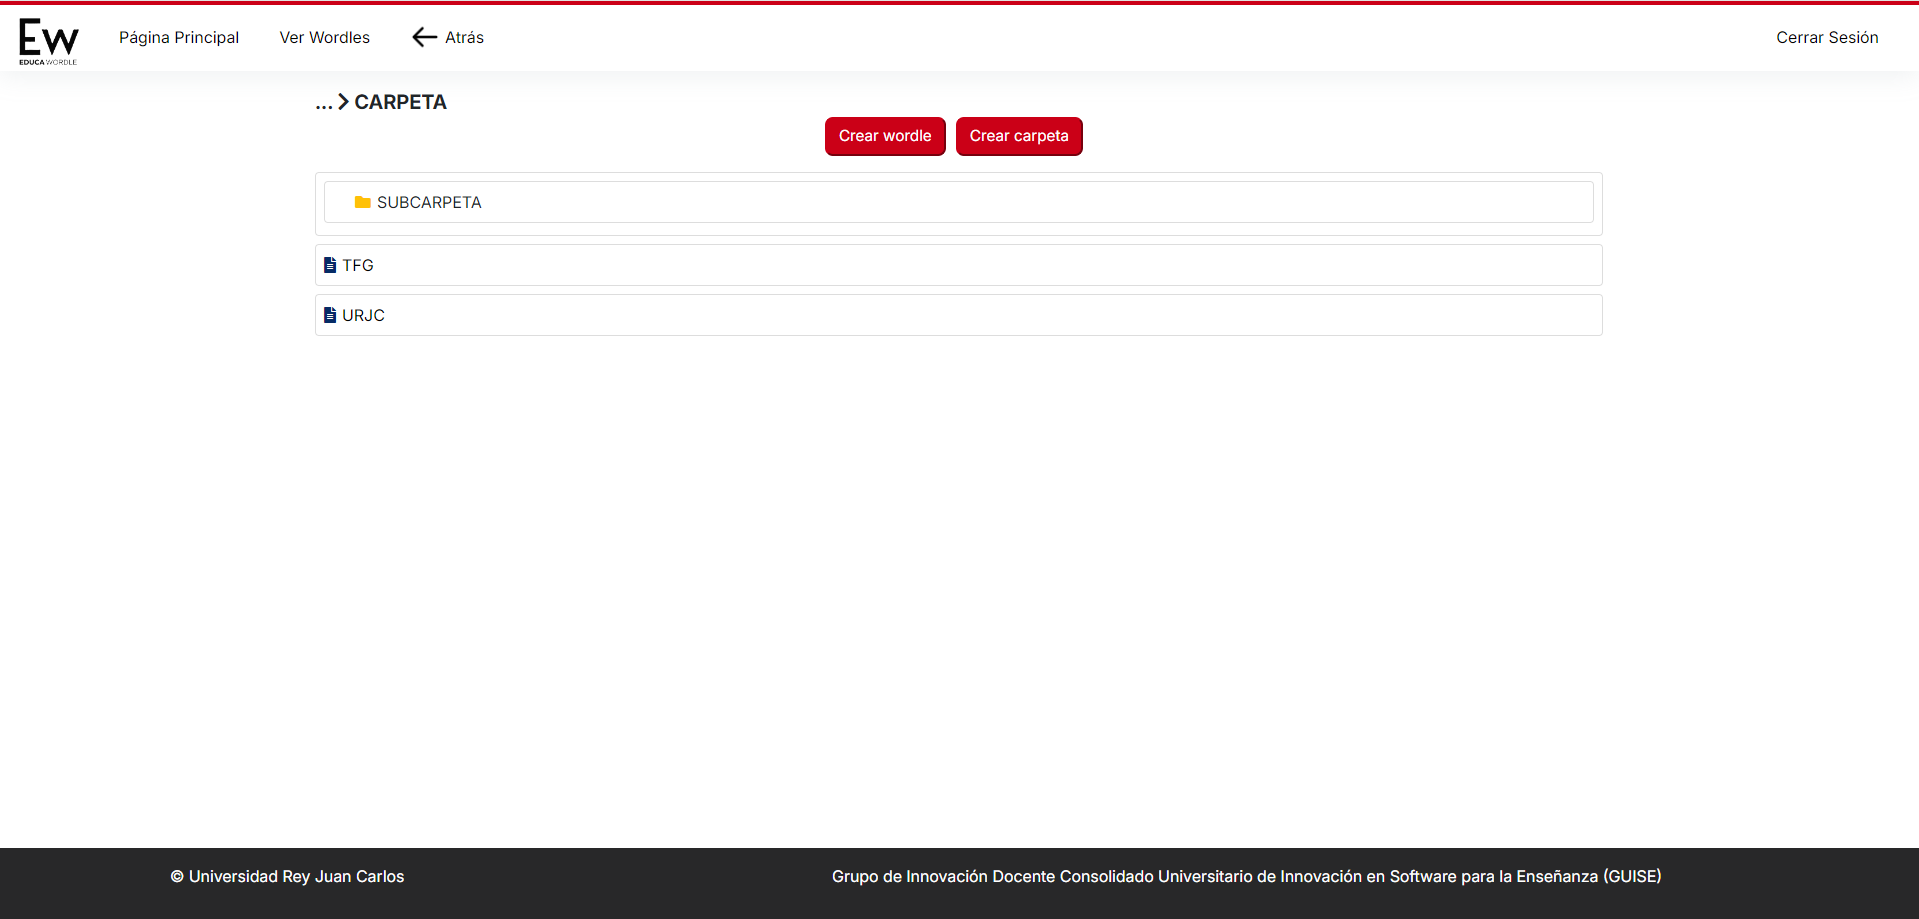 Ew
EDUCA WORDLE
Página Principal
Ver Wordles
Atrás
Cerrar Sesión
... > CARPETA
Crear wordle
Crear carpeta
SUBCARPETA
TFG
URJC
© Universidad Rey Juan Carlos
Grupo de Innovación Docente Consolidado Universitario de Innovación en Software para la Enseñanza (GUISE)